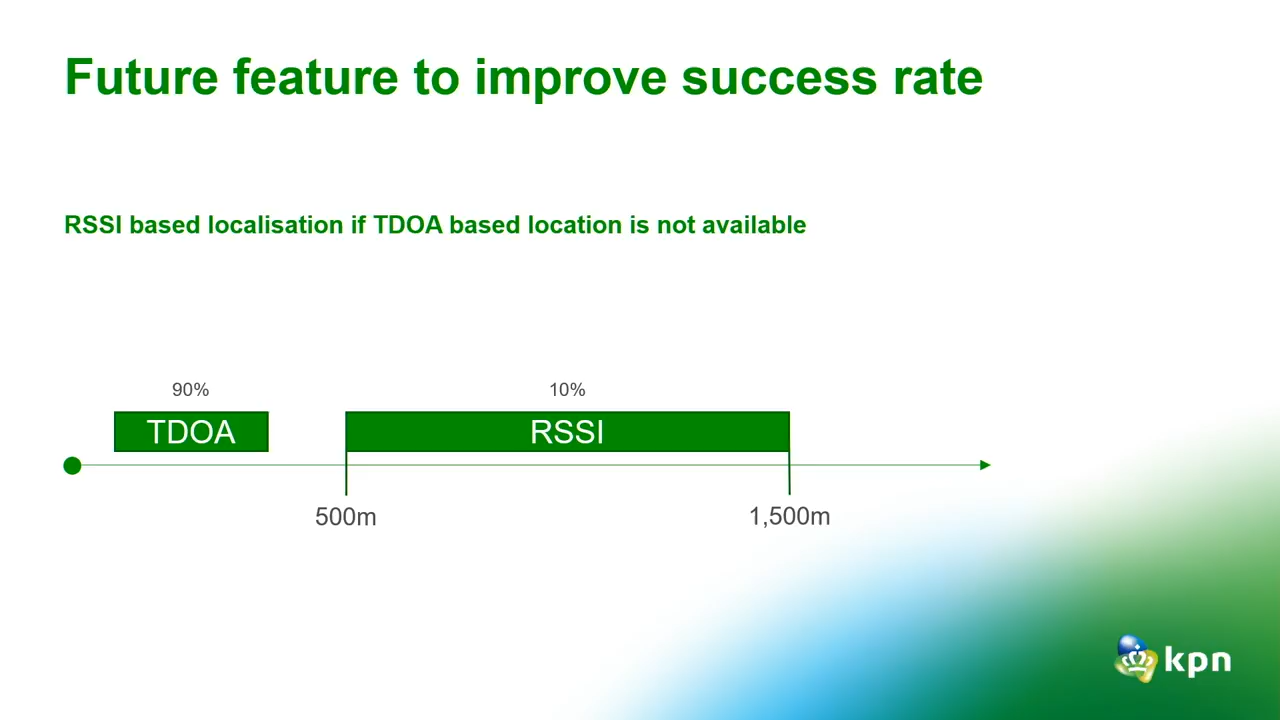 Future feature to improve success rate
RSSI based localisation if TDOA based location is not available
90%
10%
TDOA
RSSI
500m
1,500m
kpn